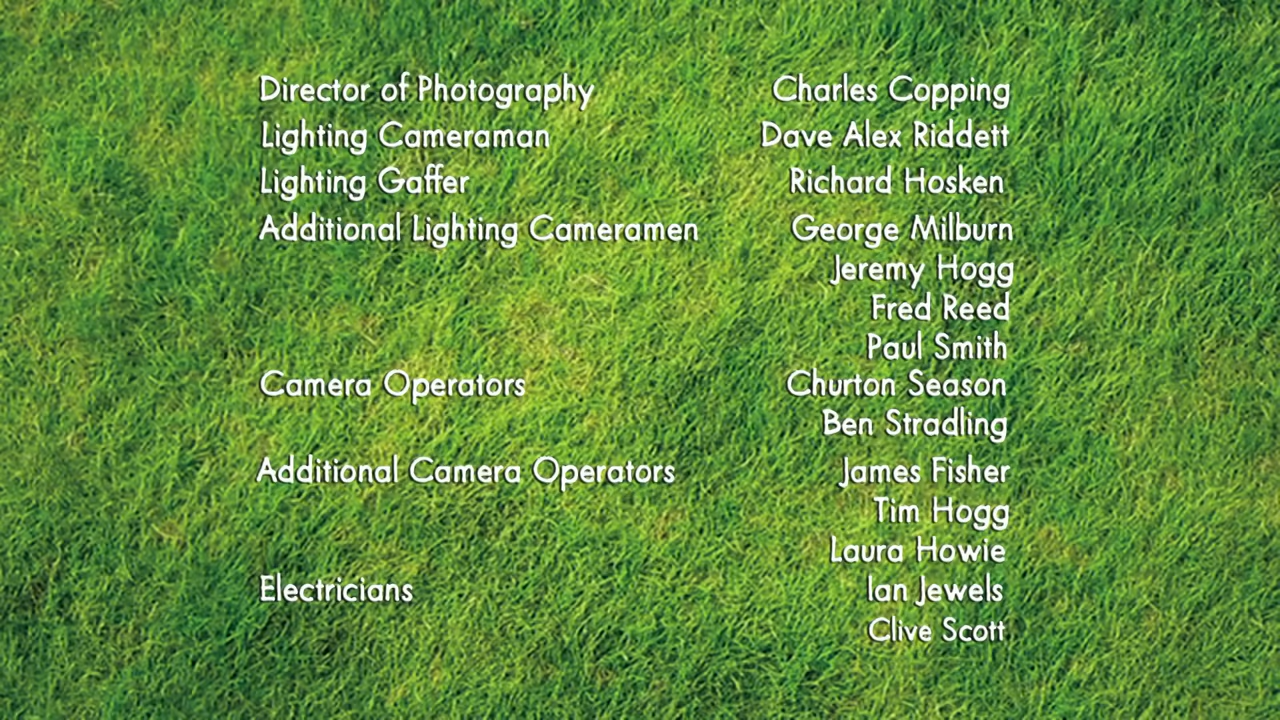 Director of Photography Charles Copping
Lighting Cameraman Dave Alex Riddett
Lighting Gaffer Richard Hosken
Additional Lighting Cameramen George Milburn
Jeremy Hogg
Fred Reed
Paul Smith
Camera Operators Churton Season
Ben Stradling
Additional Camera Operators James Fisher
Tim Hogg
Laura Howie
Electricians Ian Jewels
Clive Scott